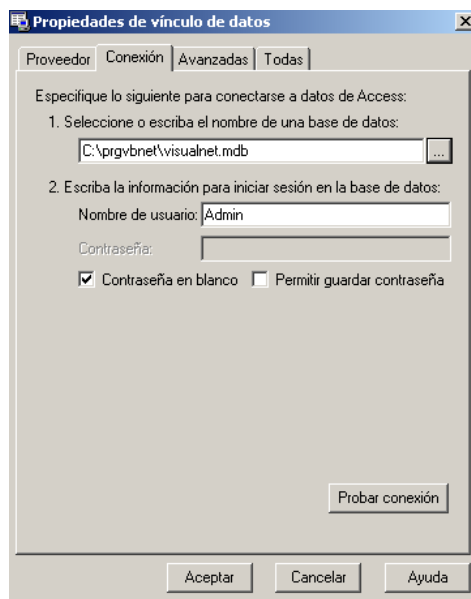 Propiedades de vínculo de datos
Proveedor Conexión Avanzadas Todas
Especifique lo siguiente para conectarse a datos de Access:
1. Seleccione o escriba el nombre de una base de datos:
C:\prgvbnet\visualnet.mdb ...
2. Escriba la información para iniciar sesión en la base de datos:
Nombre de usuario: Admin
Contraseña:
Contraseña en blanco Permitir guardar contraseña
Probar conexión
Aceptar Cancelar Ayuda